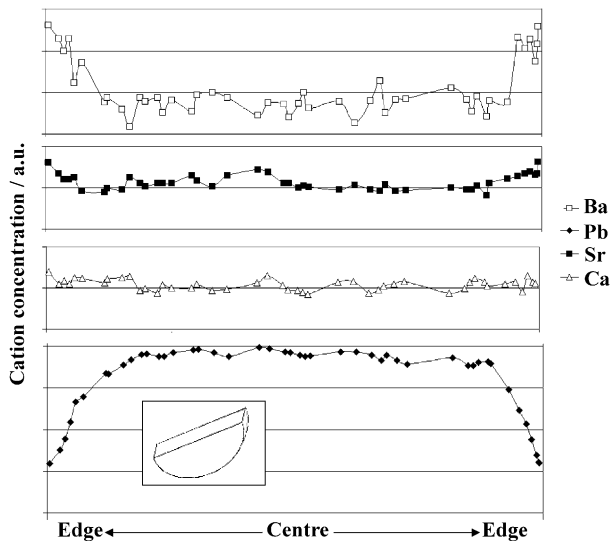 Cation concentration / a.u.
Ba
Pb
Sr
Ca
Edge
Centre
Edge